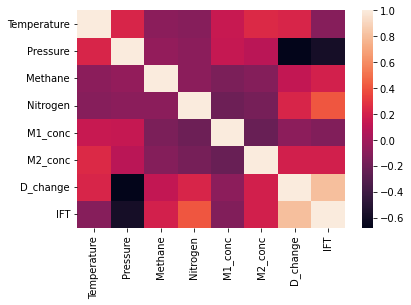 Temperature
Pressure
Methane
Nitrogen
M1_conc
M2_conc
D_change
IFT
Temperature
Pressure
Methane
Nitrogen
M1_conc
M2_conc
D_change
IFT
1.0
0.8
0.6
0.4
0.2
0.0
−0.2
−0.4
−0.6